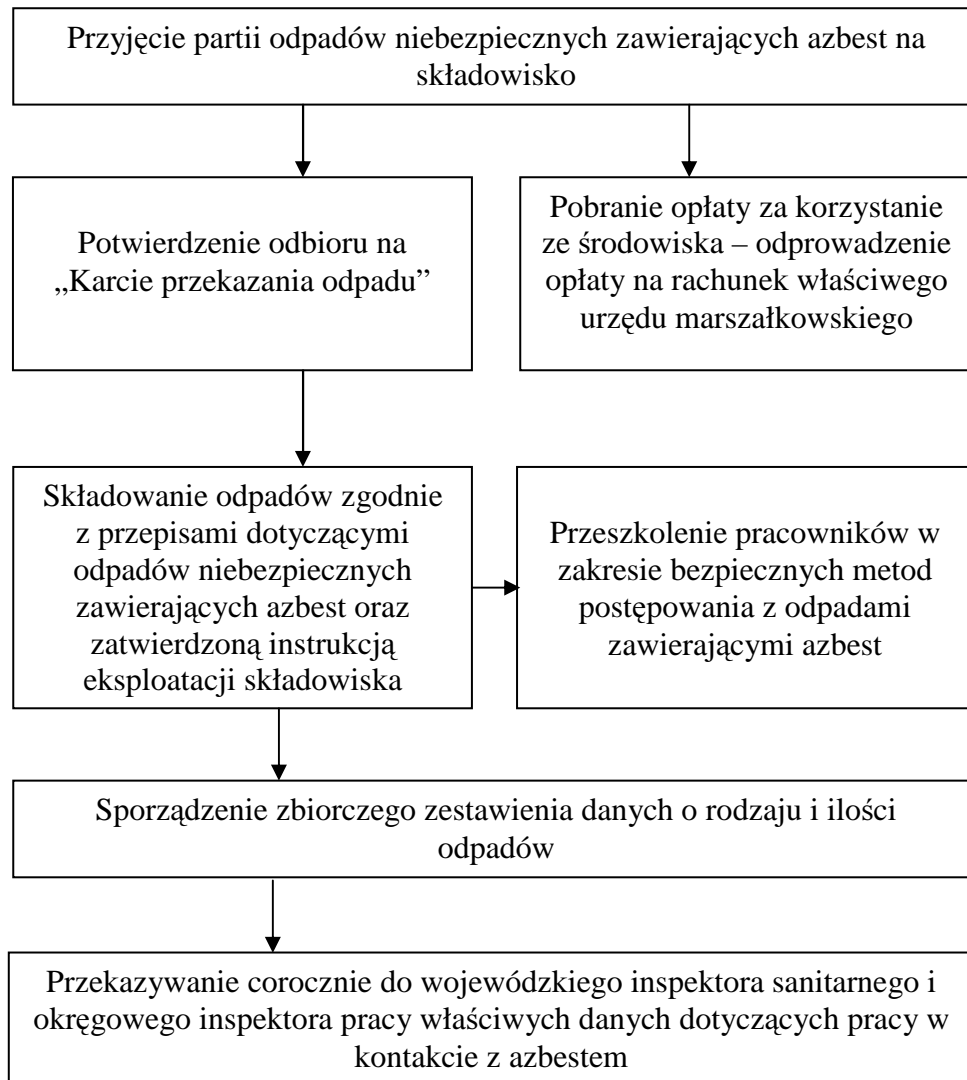 Przyjęcie partii odpadów niebezpiecznych zawierających azbest na
składowisko
Potwierdzenie odbioru na
„Karcie przekazania odpadu”
Pobranie opłaty za korzystanie
ze środowiska – odprowadzenie
opłaty na rachunek właściwego
urzędu marszałkowskiego
Składowanie odpadów zgodnie
z przepisami dotyczącymi
odpadów niebezpiecznych
zawierających azbest oraz
zatwierdzoną instrukcją
eksploatacji składowiska
Przeszkolenie pracowników w
zakresie bezpiecznych metod
postępowania z odpadami
zawierającymi azbest
Sporządzenie zbiorczego zestawienia danych o rodzaju i ilości
odpadów
Przekazywanie corocznie do wojewódzkiego inspektora sanitarnego i
okręgowego inspektora pracy właściwych danych dotyczących pracy w
kontakcie z azbestem